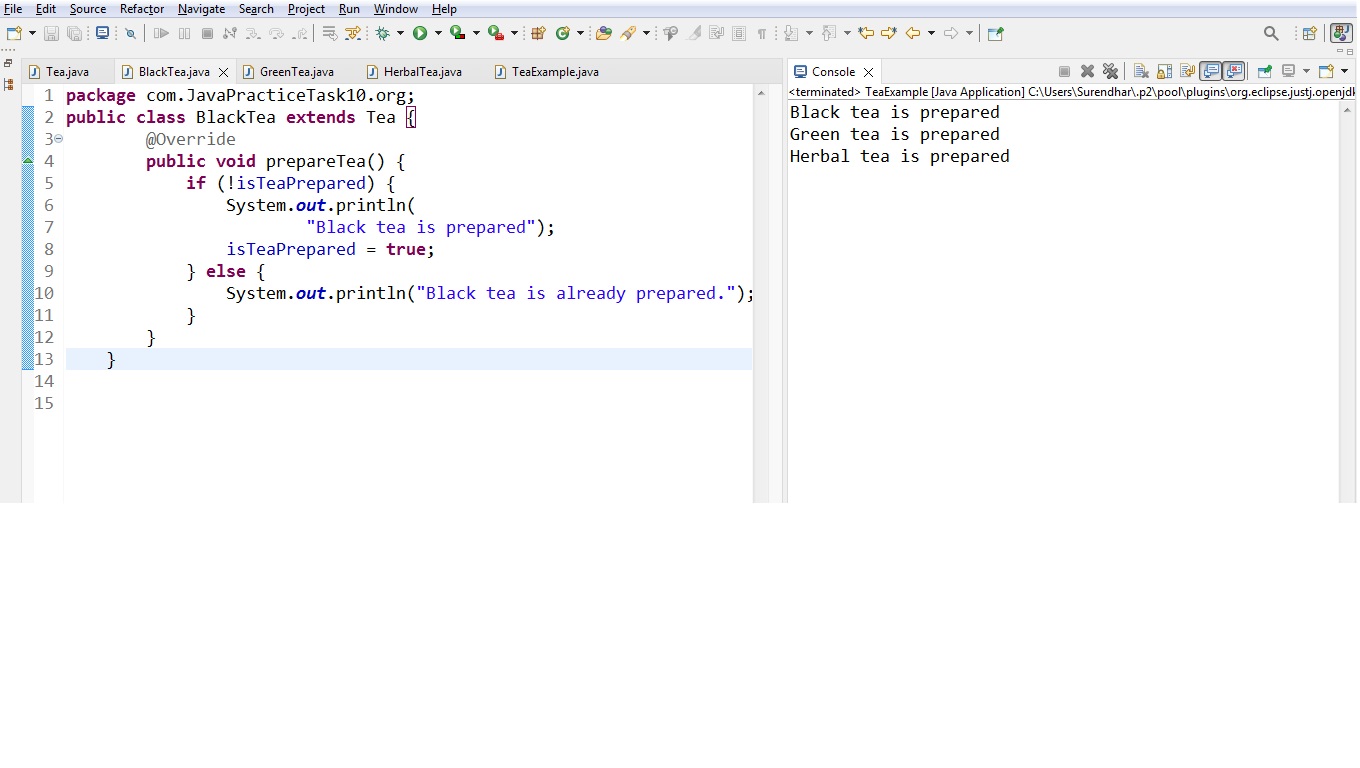 File Edit Source Refactor Navigate Search Project Run Window Help
Tea.java BlackTea.java GreenTea.java HerbalTea.java TeaExample.java
1 package com.JavaPracticeTask10.org;
2 public class BlackTea extends Tea {
3 @Override
4 public void prepareTea() {
5 if (!isTeaPrepared) {
6 System.out.println(
7 "Black tea is prepared");
8 isTeaPrepared = true;
9 } else {
10 System.out.println("Black tea is already prepared.");
11 }
12 }
13 }
14
15
Console
<terminated> TeaExample [Java Application] C:\Users\Surendhar\.p2\pool\plugins\org.eclipse.justj.openjdk
Black tea is prepared
Green tea is prepared
Herbal tea is prepared